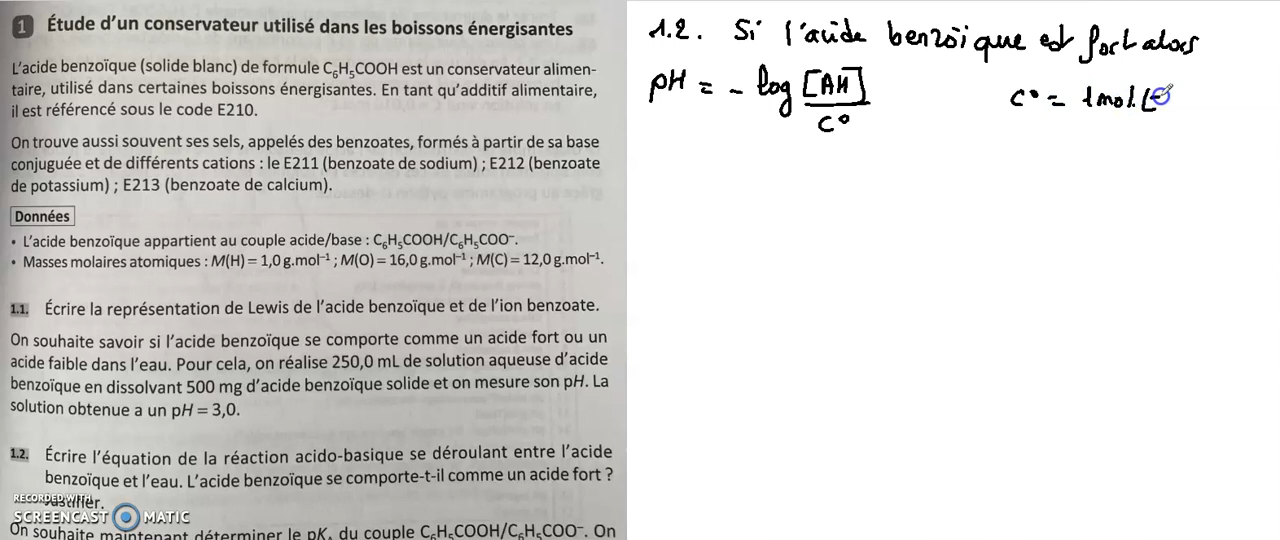 1 Étude d'un conservateur utilisé dans les boissons énergisantes
L'acide benzoïque (solide blanc) de formule C₆H₅COOH est un conservateur alimen-
taire, utilisé dans certaines boissons énergisantes. En tant qu'additif alimentaire,
il est référencé sous le code E210.
On trouve aussi souvent ses sels, appelés des benzoates, formés à partir de sa base
conjuguée et de différents cations : le E211 (benzoate de sodium) ; E212 (benzoate
de potassium) ; E213 (benzoate de calcium).
Données
• L'acide benzoïque appartient au couple acide/base : C₆H₅COOH/C₆H₅COO⁻.
• Masses molaires atomiques : M(H) = 1,0 g.mol⁻¹ ; M(O) = 16,0 g.mol⁻¹ ; M(C) = 12,0 g.mol⁻¹.
1.1. Écrire la représentation de Lewis de l'acide benzoïque et de l'ion benzoate.
On souhaite savoir si l'acide benzoïque se comporte comme un acide fort ou un
acide faible dans l'eau. Pour cela, on réalise 250,0 mL de solution aqueuse d'acide
benzoïque en dissolvant 500 mg d'acide benzoïque solide et on mesure son pH. La
solution obtenue a un pH = 3,0.
1.2. Écrire l'équation de la réaction acido-basique se déroulant entre l'acide
benzoïque et l'eau. L'acide benzoïque se comporte-t-il comme un acide fort ?
Justifier.
RECORDED WITH
SCREENCAST MATIC
On souhaite maintenant déterminer le pKₐ du couple C₆H₅COOH/C₆H₅COO⁻. On
1.2. Si l'acide benzoïque est fort alors
pH = - log [AH]
C°
C° = 1 mol.L⁻